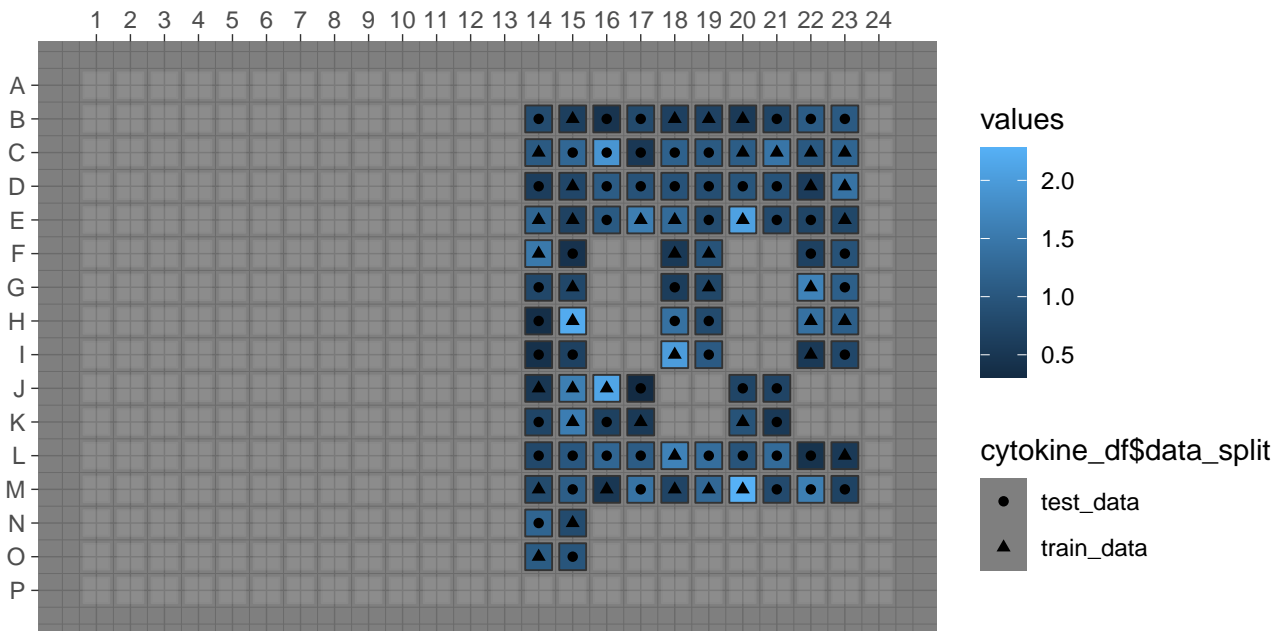 1 2 3 4 5 6 7 8 9 10 11 12 13 14 15 16 17 18 19 20 21 22 23 24
A
B
C
D
E
F
G
H
I
J
K
L
M
N
O
P
values
2.0
1.5
1.0
0.5
cytokine_df$data_split
test_data
train_data